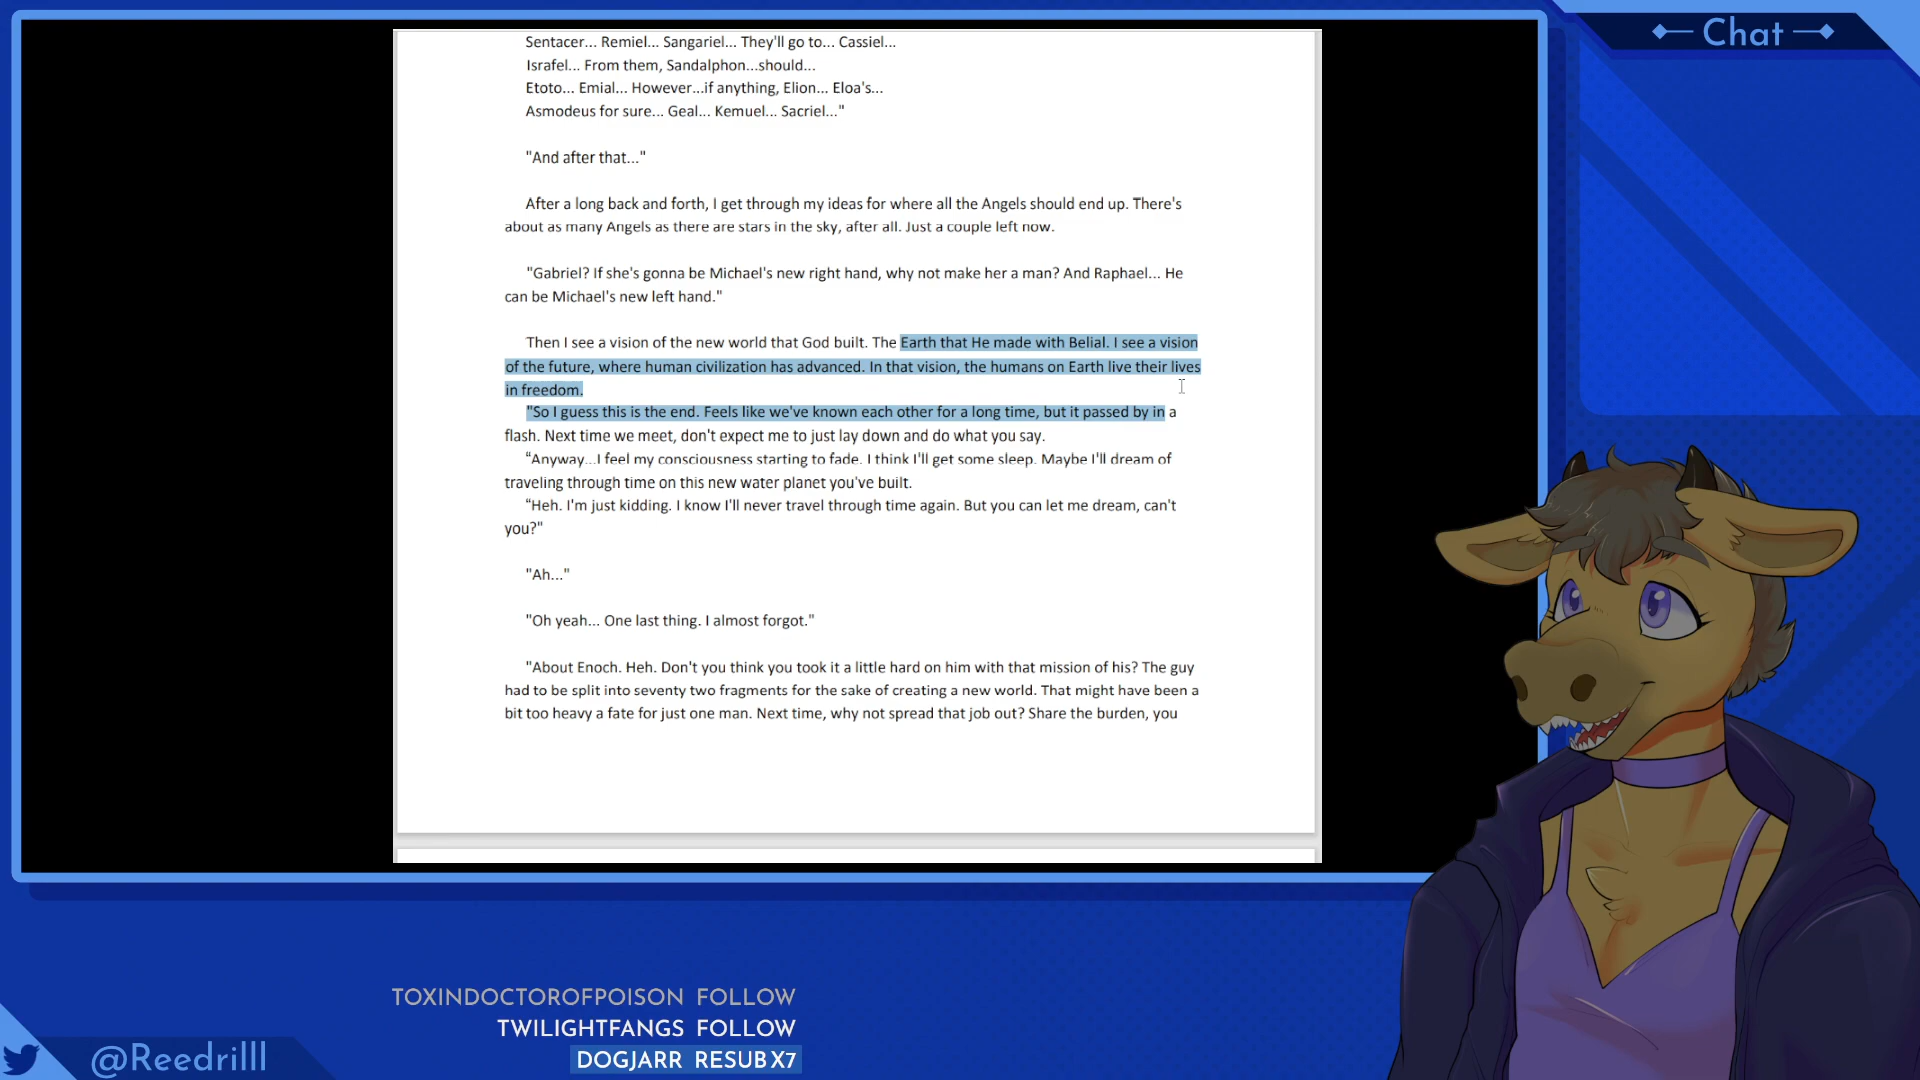 Chat
Sentacer... Remiel... Sangariel... They'll go to... Cassiel...
Israfel... From them, Sandalphon...should...
Etoto... Emial... However...if anything, Elion... Eloa's...
Asmodeus for sure... Geal... Kemuel... Sacriel..."
"And after that..."
After a long back and forth, I get through my ideas for where all the Angels should end up. There's
about as many Angels as there are stars in the sky, after all. Just a couple left now.
"Gabriel? If she's gonna be Michael's new right hand, why not make her a man? And Raphael... He
can be Michael's new left hand."
Then I see a vision of the new world that God built. The Earth that He made with Belial. I see a vision
of the future, where human civilization has advanced. In that vision, the humans on Earth live their lives
in freedom.
"So I guess this is the end. Feels like we've known each other for a long time, but it passed by in a
flash. Next time we meet, don't expect me to just lay down and do what you say.
“Anyway...I feel my consciousness starting to fade. I think I'll get some sleep. Maybe I'll dream of
traveling through time on this new water planet you've built.
“Heh. I'm just kidding. I know I'll never travel through time again. But you can let me dream, can't
you?"
"Ah..."
"Oh yeah... One last thing. I almost forgot."
"About Enoch. Heh. Don't you think you took it a little hard on him with that mission of his? The guy
had to be split into seventy two fragments for the sake of creating a new world. That might have been a
bit too heavy a fate for just one man. Next time, why not spread that job out? Share the burden, you
TOXINDOCTOROFPOISON FOLLOW
TWILIGHTFANGS FOLLOW
DOGJARR RESUB X7
@Reedrilll